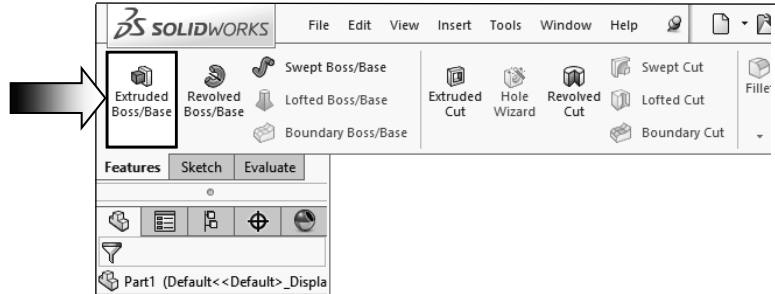 SOLIDWORKS File Edit View Insert Tools Window Help
Extruded Boss/Base
Revolved Boss/Base
Swept Boss/Base
Lofted Boss/Base
Boundary Boss/Base
Extruded Cut
Hole Wizard
Revolved Cut
Swept Cut
Lofted Cut
Boundary Cut
Fille
Features Sketch Evaluate
Part1 (Default<<Default>_Displa